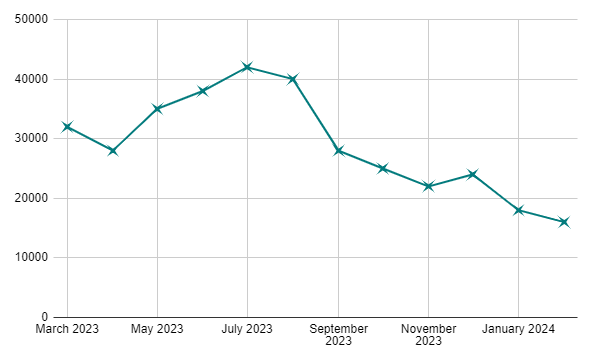 50000
40000
30000
20000
10000
0
March 2023
May 2023
July 2023
September
2023
November
2023
January 2024